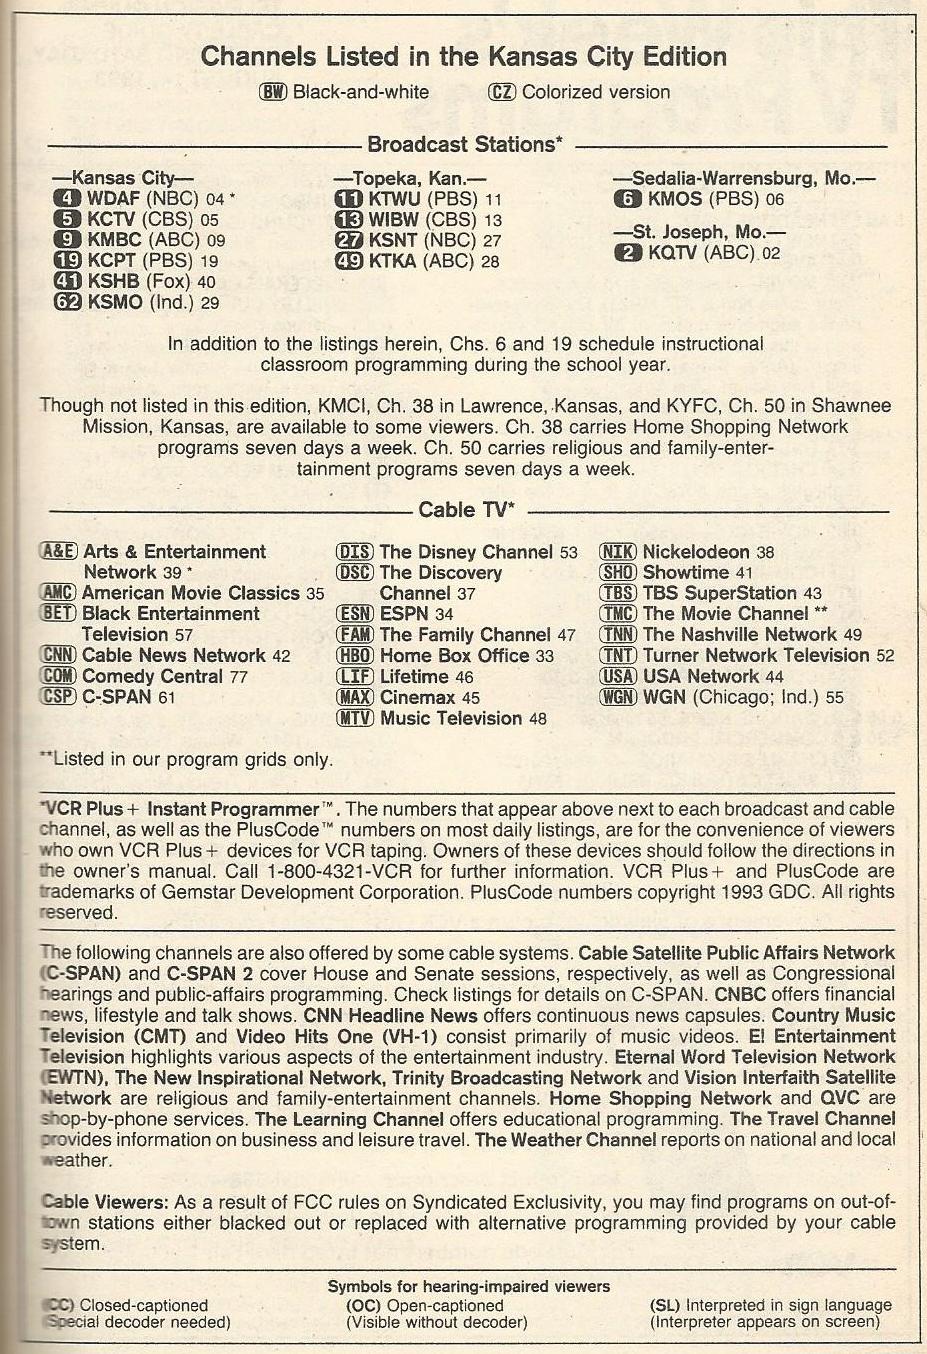 Channels Listed in the Kansas City Edition
BW Black-and-white CZ Colorized version
Broadcast Stations*
—Kansas City—
4 WDAF (NBC) 04 *
5 KCTV (CBS) 05
9 KMBC (ABC) 09
19 KCPT (PBS) 19
41 KSHB (Fox) 40
62 KSMO (Ind.) 29
—Topeka, Kan.—
11 KTWU (PBS) 11
13 WIBW (CBS) 13
27 KSNT (NBC) 27
49 KTKA (ABC) 28
—Sedalia-Warrensburg, Mo.—
6 KMOS (PBS) 06
—St. Joseph, Mo.—
2 KQTV (ABC) 02
In addition to the listings herein, Chs. 6 and 19 schedule instructional
classroom programming during the school year.
Though not listed in this edition, KMCI, Ch. 38 in Lawrence, Kansas, and KYFC, Ch. 50 in Shawnee
Mission, Kansas, are available to some viewers. Ch. 38 carries Home Shopping Network
programs seven days a week. Ch. 50 carries religious and family-enter-
tainment programs seven days a week.
Cable TV*
A&E Arts & Entertainment
Network 39 *
AMC American Movie Classics 35
BET Black Entertainment
Television 57
CNN Cable News Network 42
COM Comedy Central 77
CSP C-SPAN 61
DIS The Disney Channel 53
DSC The Discovery
Channel 37
ESN ESPN 34
FAM The Family Channel 47
HBO Home Box Office 33
LIF Lifetime 46
MAX Cinemax 45
MTV Music Television 48
NIK Nickelodeon 38
SHO Showtime 41
TBS TBS SuperStation 43
TMC The Movie Channel **
TNN The Nashville Network 49
TNT Turner Network Television 52
USA USA Network 44
WGN WGN (Chicago; Ind.) 55
**Listed in our program grids only.
*VCR Plus+ Instant Programmer™. The numbers that appear above next to each broadcast and cable
channel, as well as the PlusCode™ numbers on most daily listings, are for the convenience of viewers
who own VCR Plus+ devices for VCR taping. Owners of these devices should follow the directions in
the owner's manual. Call 1-800-4321-VCR for further information. VCR Plus+ and PlusCode are
trademarks of Gemstar Development Corporation. PlusCode numbers copyright 1993 GDC. All rights
reserved.
The following channels are also offered by some cable systems. Cable Satellite Public Affairs Network
(C-SPAN) and C-SPAN 2 cover House and Senate sessions, respectively, as well as Congressional
hearings and public-affairs programming. Check listings for details on C-SPAN. CNBC offers financial
news, lifestyle and talk shows. CNN Headline News offers continuous news capsules. Country Music
Television (CMT) and Video Hits One (VH-1) consist primarily of music videos. E! Entertainment
Television highlights various aspects of the entertainment industry. Eternal Word Television Network
(EWTN), The New Inspirational Network, Trinity Broadcasting Network and Vision Interfaith Satellite
Network are religious and family-entertainment channels. Home Shopping Network and QVC are
shop-by-phone services. The Learning Channel offers educational programming. The Travel Channel
provides information on business and leisure travel. The Weather Channel reports on national and local
weather.
Cable Viewers: As a result of FCC rules on Syndicated Exclusivity, you may find programs on out-of-
town stations either blacked out or replaced with alternative programming provided by your cable
system.
Symbols for hearing-impaired viewers
(CC) Closed-captioned
(Special decoder needed)
(OC) Open-captioned
(Visible without decoder)
(SL) Interpreted in sign language
(Interpreter appears on screen)